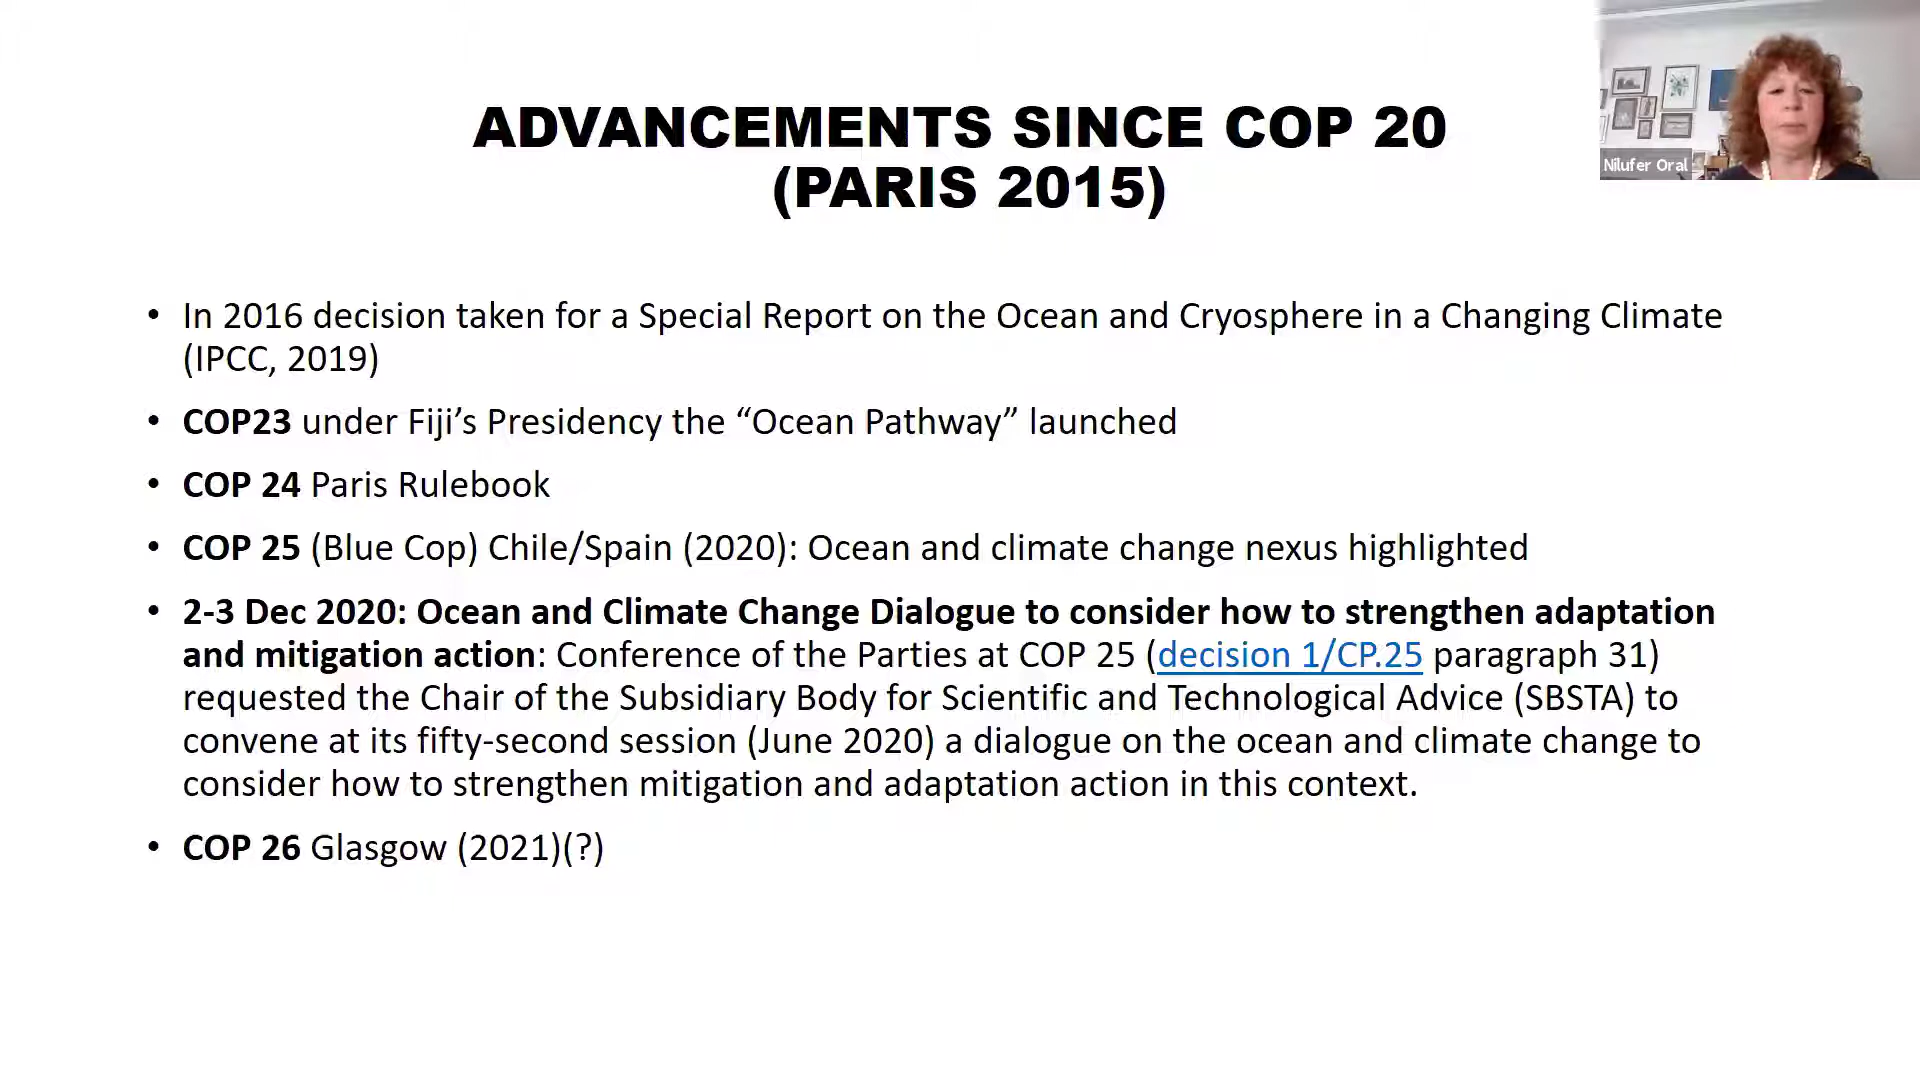 ADVANCEMENTS SINCE COP 20
(PARIS 2015)
Nilufer Oral
• In 2016 decision taken for a Special Report on the Ocean and Cryosphere in a Changing Climate
(IPCC, 2019)
• COP23 under Fiji’s Presidency the “Ocean Pathway” launched
• COP 24 Paris Rulebook
• COP 25 (Blue Cop) Chile/Spain (2020): Ocean and climate change nexus highlighted
• 2-3 Dec 2020: Ocean and Climate Change Dialogue to consider how to strengthen adaptation
and mitigation action: Conference of the Parties at COP 25 (decision 1/CP.25 paragraph 31)
requested the Chair of the Subsidiary Body for Scientific and Technological Advice (SBSTA) to
convene at its fifty-second session (June 2020) a dialogue on the ocean and climate change to
consider how to strengthen mitigation and adaptation action in this context.
• COP 26 Glasgow (2021)(?)